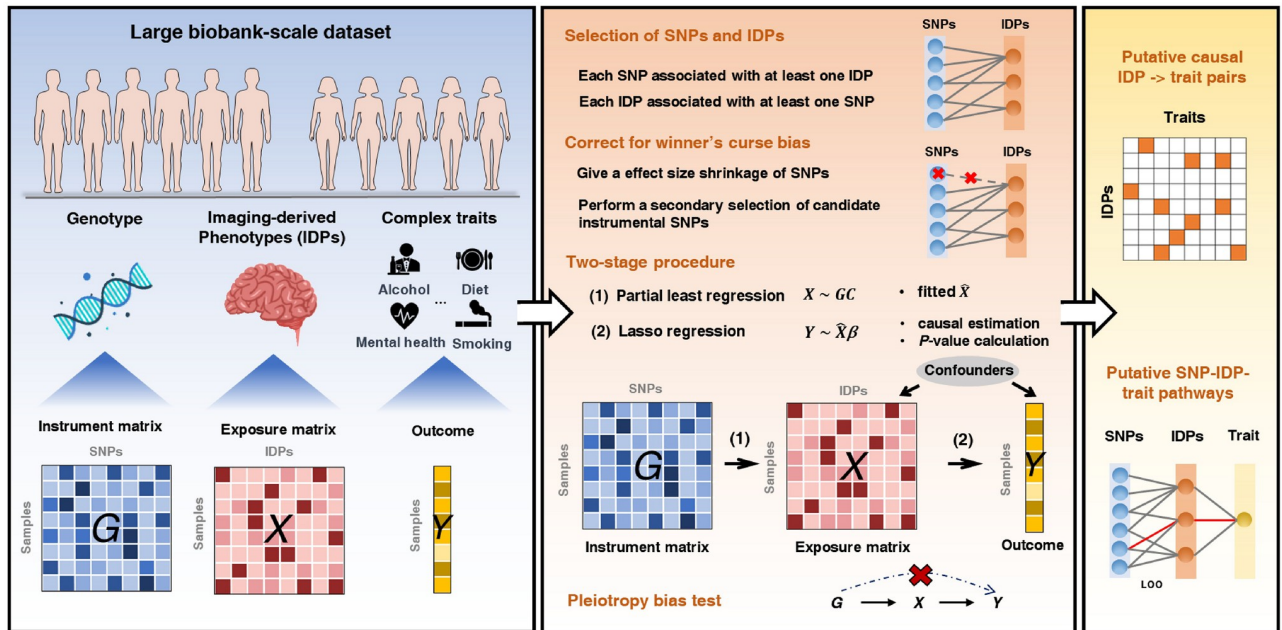 Large biobank-scale dataset
Genotype
Imaging-derived
Phenotypes (IDPs)
Complex traits
Alcohol
Diet
...
Mental health
Smoking
Instrument matrix
Exposure matrix
Outcome
SNPs
IDPs
Samples
G
Samples
X
Samples
Y
Selection of SNPs and IDPs
Each SNP associated with at least one IDP
Each IDP associated with at least one SNP
SNPs
IDPs
Correct for winner's curse bias
Give a effect size shrinkage of SNPs
Perform a secondary selection of candidate
instrumental SNPs
SNPs
IDPs
Two-stage procedure
(1) Partial least regression X ~ GC • fitted X̂
(2) Lasso regression Y ~ X̂β • causal estimation
• P-value calculation
Confounders
SNPs
IDPs
Samples
G
(1)
Samples
X
(2)
Samples
Y
Instrument matrix
Exposure matrix
Outcome
Pleiotropy bias test
G
X
Y
Putative causal
IDP -> trait pairs
Traits
IDPs
Putative SNP-IDP-
trait pathways
SNPs
IDPs
Trait
LOO